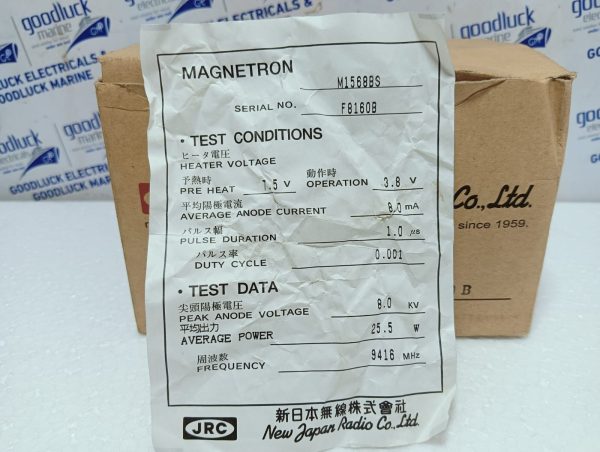 goodluck
marine
electricals
GOODLUCK ELECTRICALS &
GOODLUCK MARINE
MAGNETRON M1568BS
SERIAL NO. F8160B
• TEST CONDITIONS
ヒータ電圧
HEATER VOLTAGE
予熱時 動作時
PRE HEAT 7.5 V OPERATION 3.8 V
平均陽極電流
AVERAGE ANODE CURRENT 8.0 mA
パルス幅
PULSE DURATION 1.0 μs
パルス率
DUTY CYCLE 0.001
• TEST DATA
尖頭陽極電圧
PEAK ANODE VOLTAGE 8.0 KV
平均出力
AVERAGE POWER 25.5 W
周波数
FREQUENCY 9416 MHz
JRC 新日本無線株式會社
New Japan Radio Co., Ltd.
Co., Ltd.
since 1959.
0 B